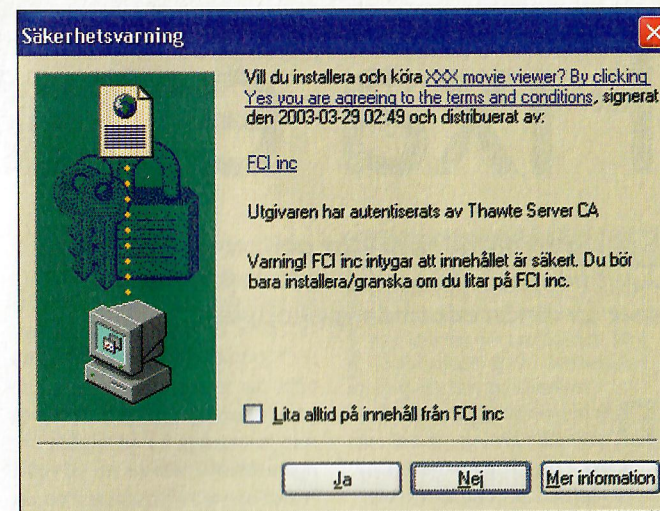 Säkerhetsvarning
Vill du installera och köra XXX movie viewer? By clicking
Yes you are agreeing to the terms and conditions, signerat
den 2003-03-29 02:49 och distribuerat av:
FCI inc
Utgivaren har autentiserats av Thawte Server CA
Varning! FCI inc intygar att innehållet är säkert. Du bör
bara installera/granska om du litar på FCI inc.
Lita alltid på innehåll från FCI inc
Ja Nej Mer information